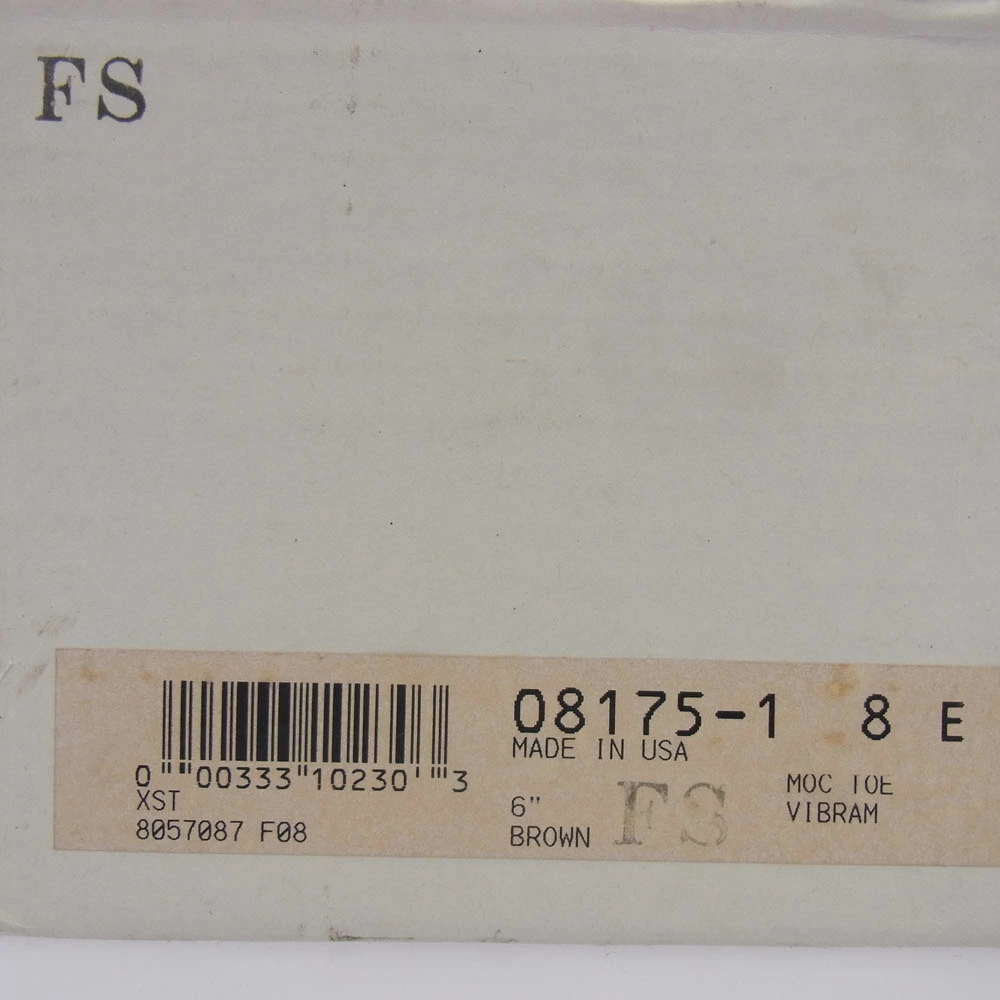 FS
0 00333 10230 3
XST
8057087 F08
08175-1 8 E
MADE IN USA
6"
BROWN
FS
MOC TOE
VIBRAM